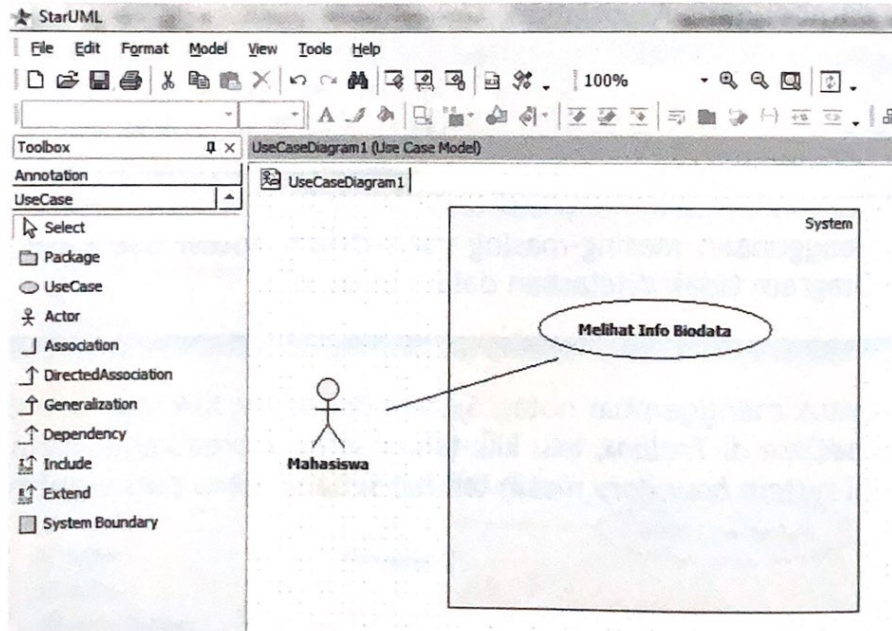 StarUML
File Edit Format Model View Tools Help
100%
Toolbox
UseCaseDiagram1 (Use Case Model)
Annotation
UseCaseDiagram1
UseCase
Select
Package
UseCase
Actor
Association
DirectedAssociation
Generalization
Dependency
Include
Extend
System Boundary
System
Melihat Info Biodata
Mahasiswa